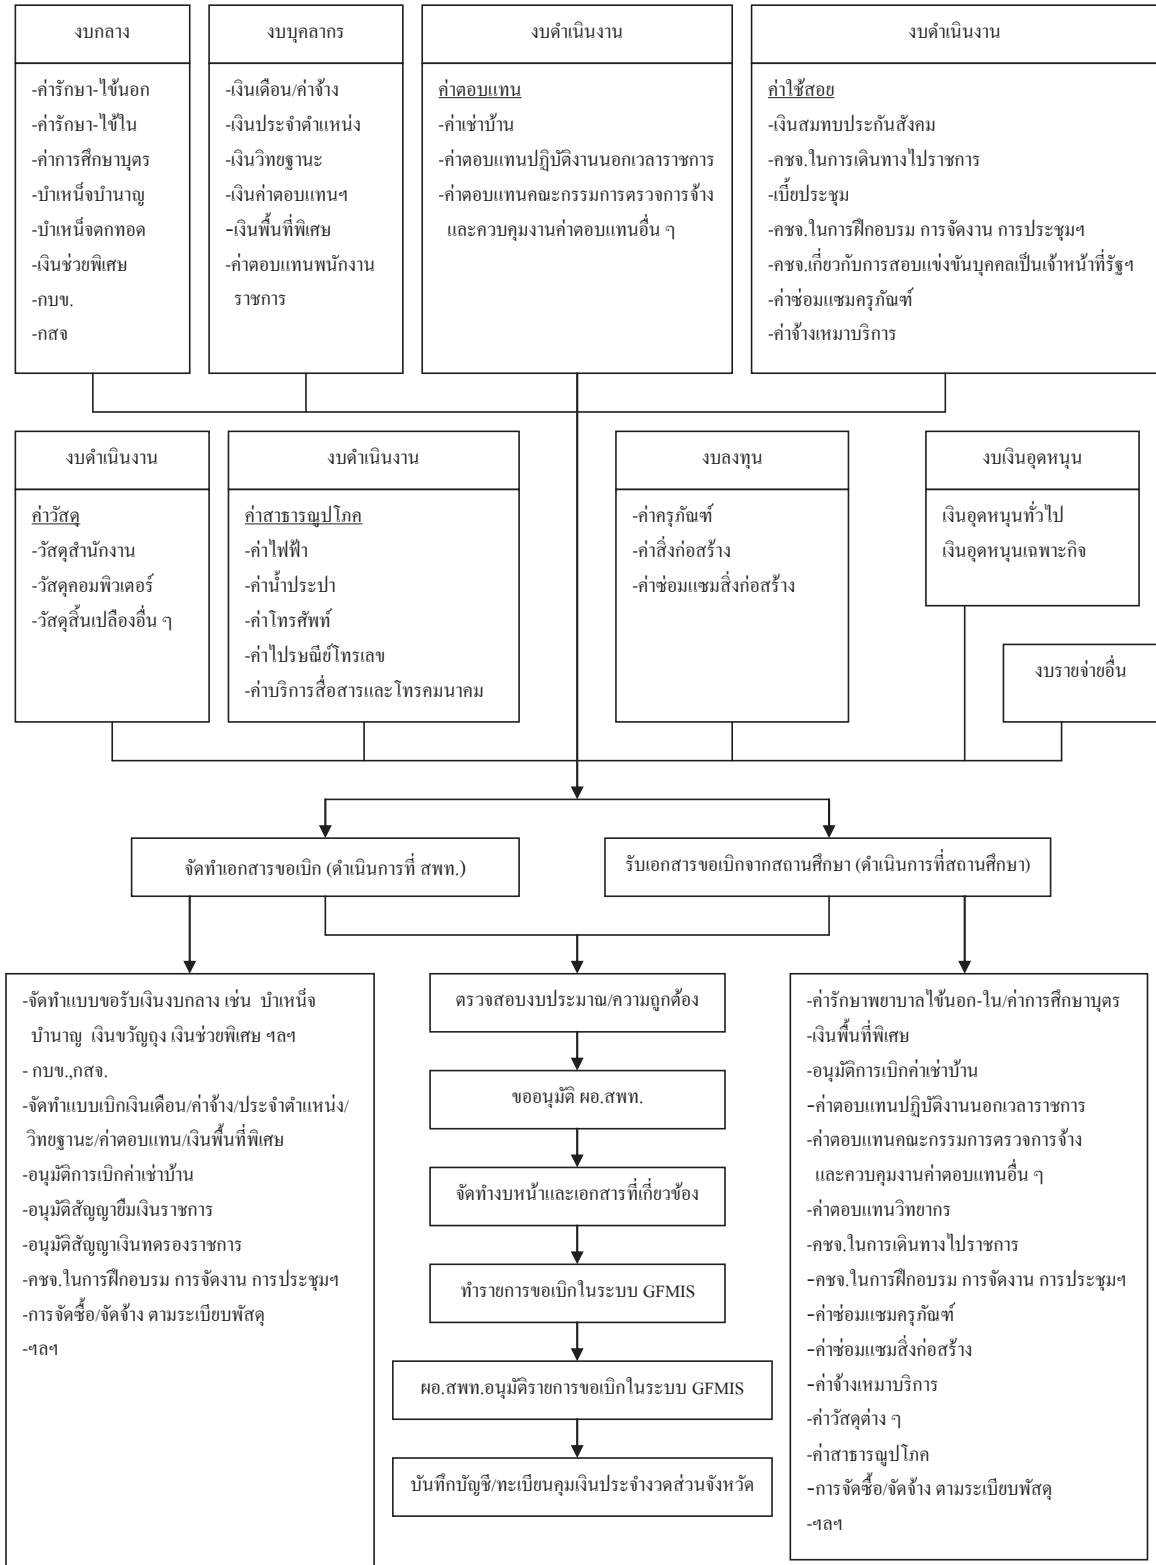 งบกลาง
-ค่ารักษา-ไข้นอก
-ค่ารักษา-ไข้ใน
-ค่าการศึกษาบุตร
-บำเหน็จบำนาญ
-บำเหน็จตกทอด
-เงินช่วยพิเศษ
-กบข.
-กสจ
งบบุคลากร
-เงินเดือน/ค่าจ้าง
-เงินประจำตำแหน่ง
-เงินวิทยฐานะ
-เงินค่าตอบแทนฯ
-เงินพื้นที่พิเศษ
-ค่าตอบแทนพนักงาน
ราชการ
งบดำเนินงาน
ค่าตอบแทน
-ค่าเช่าบ้าน
-ค่าตอบแทนปฏิบัติงานนอกเวลาราชการ
-ค่าตอบแทนคณะกรรมการตรวจการจ้าง
และควบคุมงานค่าตอบแทนอื่น ๆ
งบดำเนินงาน
ค่าใช้สอย
-เงินสมทบประกันสังคม
-คชจ.ในการเดินทางไปราชการ
-เบี้ยประชุม
-คชจ.ในการฝึกอบรม การจัดงาน การประชุมฯ
-คชจ.เกี่ยวกับการสอบแข่งขันบุคคลเป็นเจ้าหน้าที่รัฐฯ
-ค่าซ่อมแซมครุภัณฑ์
-ค่าจ้างเหมาบริการ
งบดำเนินงาน
ค่าวัสดุ
-วัสดุสำนักงาน
-วัสดุคอมพิวเตอร์
-วัสดุสิ้นเปลืองอื่น ๆ
งบดำเนินงาน
ค่าสาธารณูปโภค
-ค่าไฟฟ้า
-ค่าน้ำประปา
-ค่าโทรศัพท์
-ค่าไปรษณีย์โทรเลข
-ค่าบริการสื่อสารและโทรคมนาคม
งบลงทุน
-ค่าครุภัณฑ์
-ค่าสิ่งก่อสร้าง
-ค่าซ่อมแซมสิ่งก่อสร้าง
งบเงินอุดหนุน
เงินอุดหนุนทั่วไป
เงินอุดหนุนเฉพาะกิจ
งบรายจ่ายอื่น
จัดทำเอกสารขอเบิก (ดำเนินการที่ สพท.)
รับเอกสารขอเบิกจากสถานศึกษา (ดำเนินการที่สถานศึกษา)
-จัดทำแบบขอรับเงินงบกลาง เช่น บำเหน็จ
บำนาญ เงินขวัญถุง เงินช่วยพิเศษ ฯลฯ
- กบข.,กสจ.
-จัดทำแบบเบิกเงินเดือน/ค่าจ้าง/ประจำตำแหน่ง/
วิทยฐานะ/ค่าตอบแทน/เงินพื้นที่พิเศษ
-อนุมัติการเบิกค่าเช่าบ้าน
-อนุมัติสัญญายืมเงินราชการ
-อนุมัติสัญญาเงินทดรองราชการ
-คชจ.ในการฝึกอบรม การจัดงาน การประชุมฯ
-การจัดซื้อ/จัดจ้าง ตามระเบียบพัสดุ
-ฯลฯ
ตรวจสอบงบประมาณ/ความถูกต้อง
ขออนุมัติ ผอ.สพท.
จัดทำงบหน้าและเอกสารที่เกี่ยวข้อง
ทำรายการขอเบิกในระบบ GFMIS
ผอ.สพท.อนุมัติรายการขอเบิกในระบบ GFMIS
บันทึกบัญชี/ทะเบียนคุมเงินประจำงวดส่วนจังหวัด
-ค่ารักษาพยาบาลไข้นอก-ใน/ค่าการศึกษาบุตร
-เงินพื้นที่พิเศษ
-อนุมัติการเบิกค่าเช่าบ้าน
-ค่าตอบแทนปฏิบัติงานนอกเวลาราชการ
-ค่าตอบแทนคณะกรรมการตรวจการจ้าง
และควบคุมงานค่าตอบแทนอื่น ๆ
-ค่าตอบแทนวิทยากร
-คชจ.ในการเดินทางไปราชการ
-คชจ.ในการฝึกอบรม การจัดงาน การประชุมฯ
-ค่าซ่อมแซมครุภัณฑ์
-ค่าซ่อมแซมสิ่งก่อสร้าง
-ค่าจ้างเหมาบริการ
-ค่าวัสดุต่าง ๆ
-ค่าสาธารณูปโภค
-การจัดซื้อ/จัดจ้าง ตามระเบียบพัสดุ
-ฯลฯ